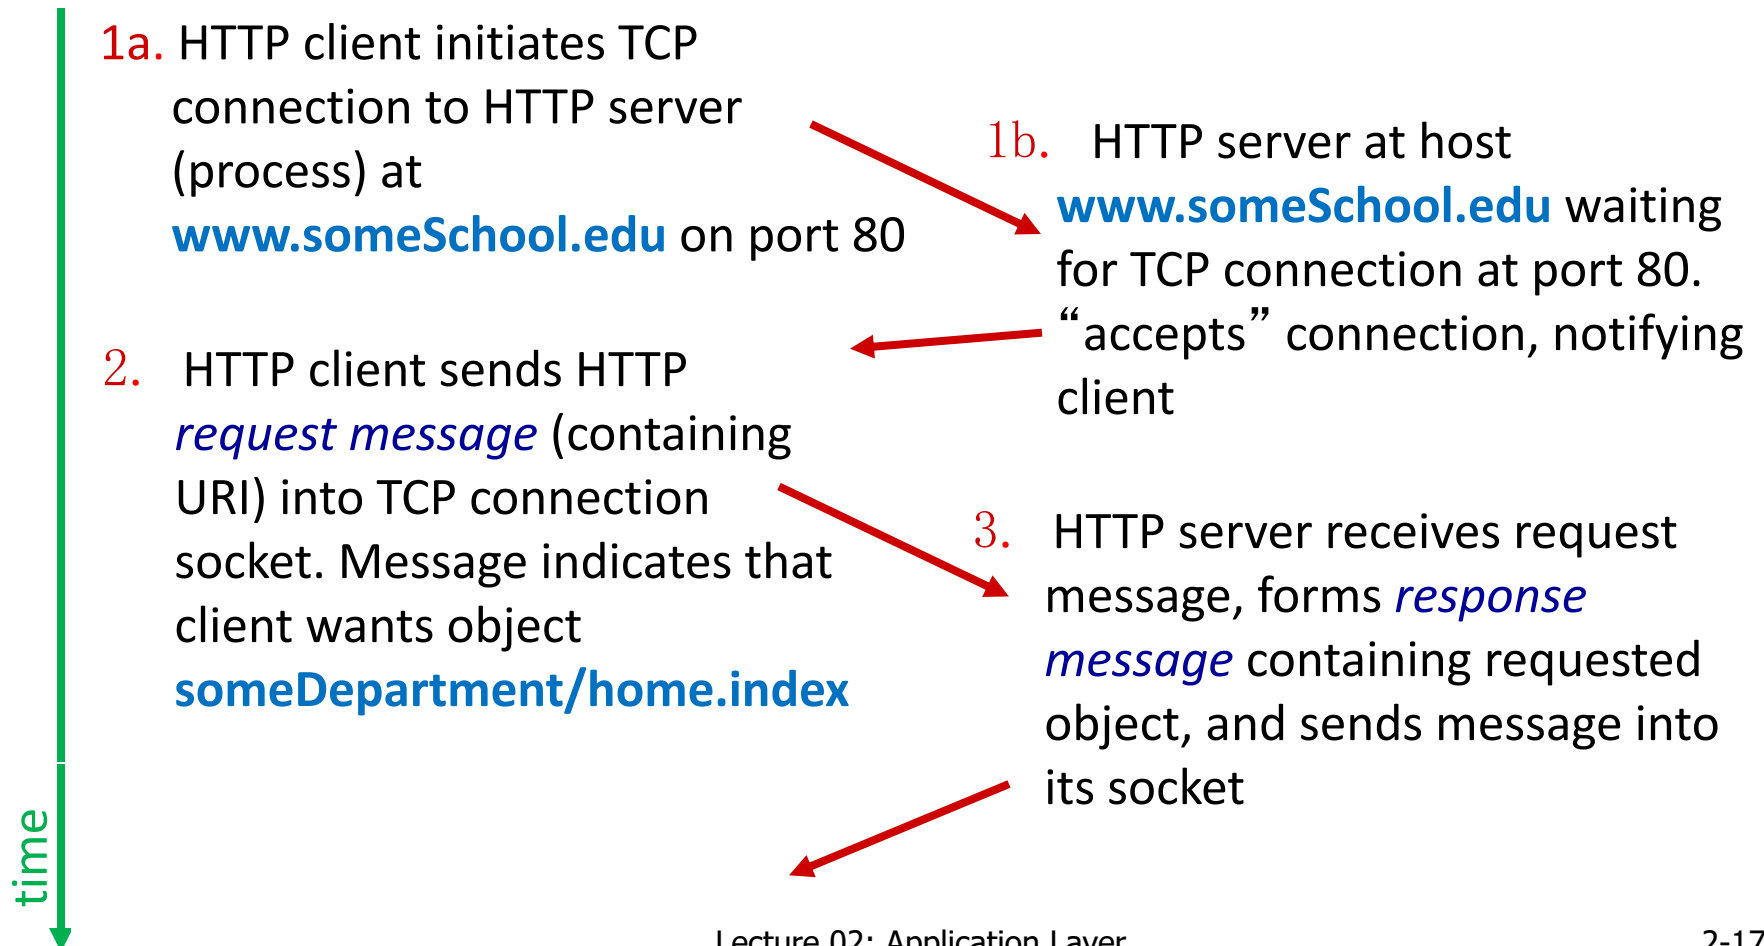 1a. HTTP client initiates TCP
connection to HTTP server
(process) at
www.someSchool.edu on port 80
1b. HTTP server at host
www.someSchool.edu waiting
for TCP connection at port 80.
“accepts” connection, notifying
client
2. HTTP client sends HTTP
request message (containing
URI) into TCP connection
socket. Message indicates that
client wants object
someDepartment/home.index
3. HTTP server receives request
message, forms response
message containing requested
object, and sends message into
its socket
time
Lecture 02: Application Layer
2-17